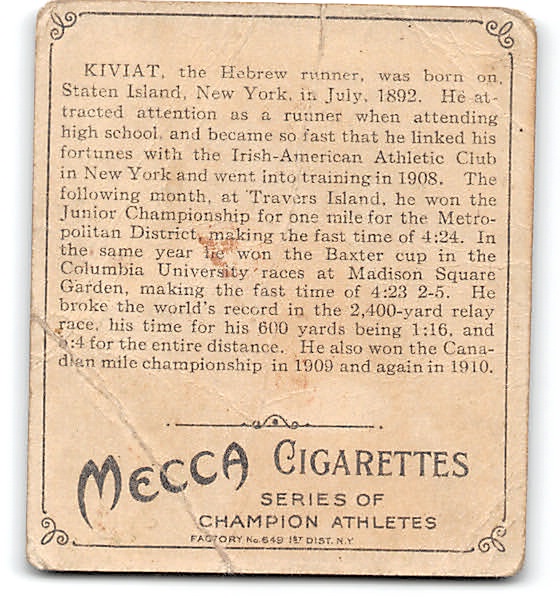 KIVIAT, the Hebrew runner, was born on
Staten Island, New York, in July, 1892. He at-
tracted attention as a runner when attending
high school, and became so fast that he linked his
fortunes with the Irish-American Athletic Club
in New York and went into training in 1908. The
following month, at Travers Island, he won the
Junior Championship for one mile for the Metro-
politan District, making the fast time of 4:24. In
the same year he won the Baxter cup in the
Columbia University races at Madison Square
Garden, making the fast time of 4:23 2-5. He
broke the world's record in the 2,400-yard relay
race, his time for his 600 yards being 1:16, and
:4 for the entire distance. He also won the Cana-
dian mile championship in 1909 and again in 1910.
MECCA CIGARETTES
SERIES OF
CHAMPION ATHLETES
FACTORY No. 649 1ST DIST. N.Y.